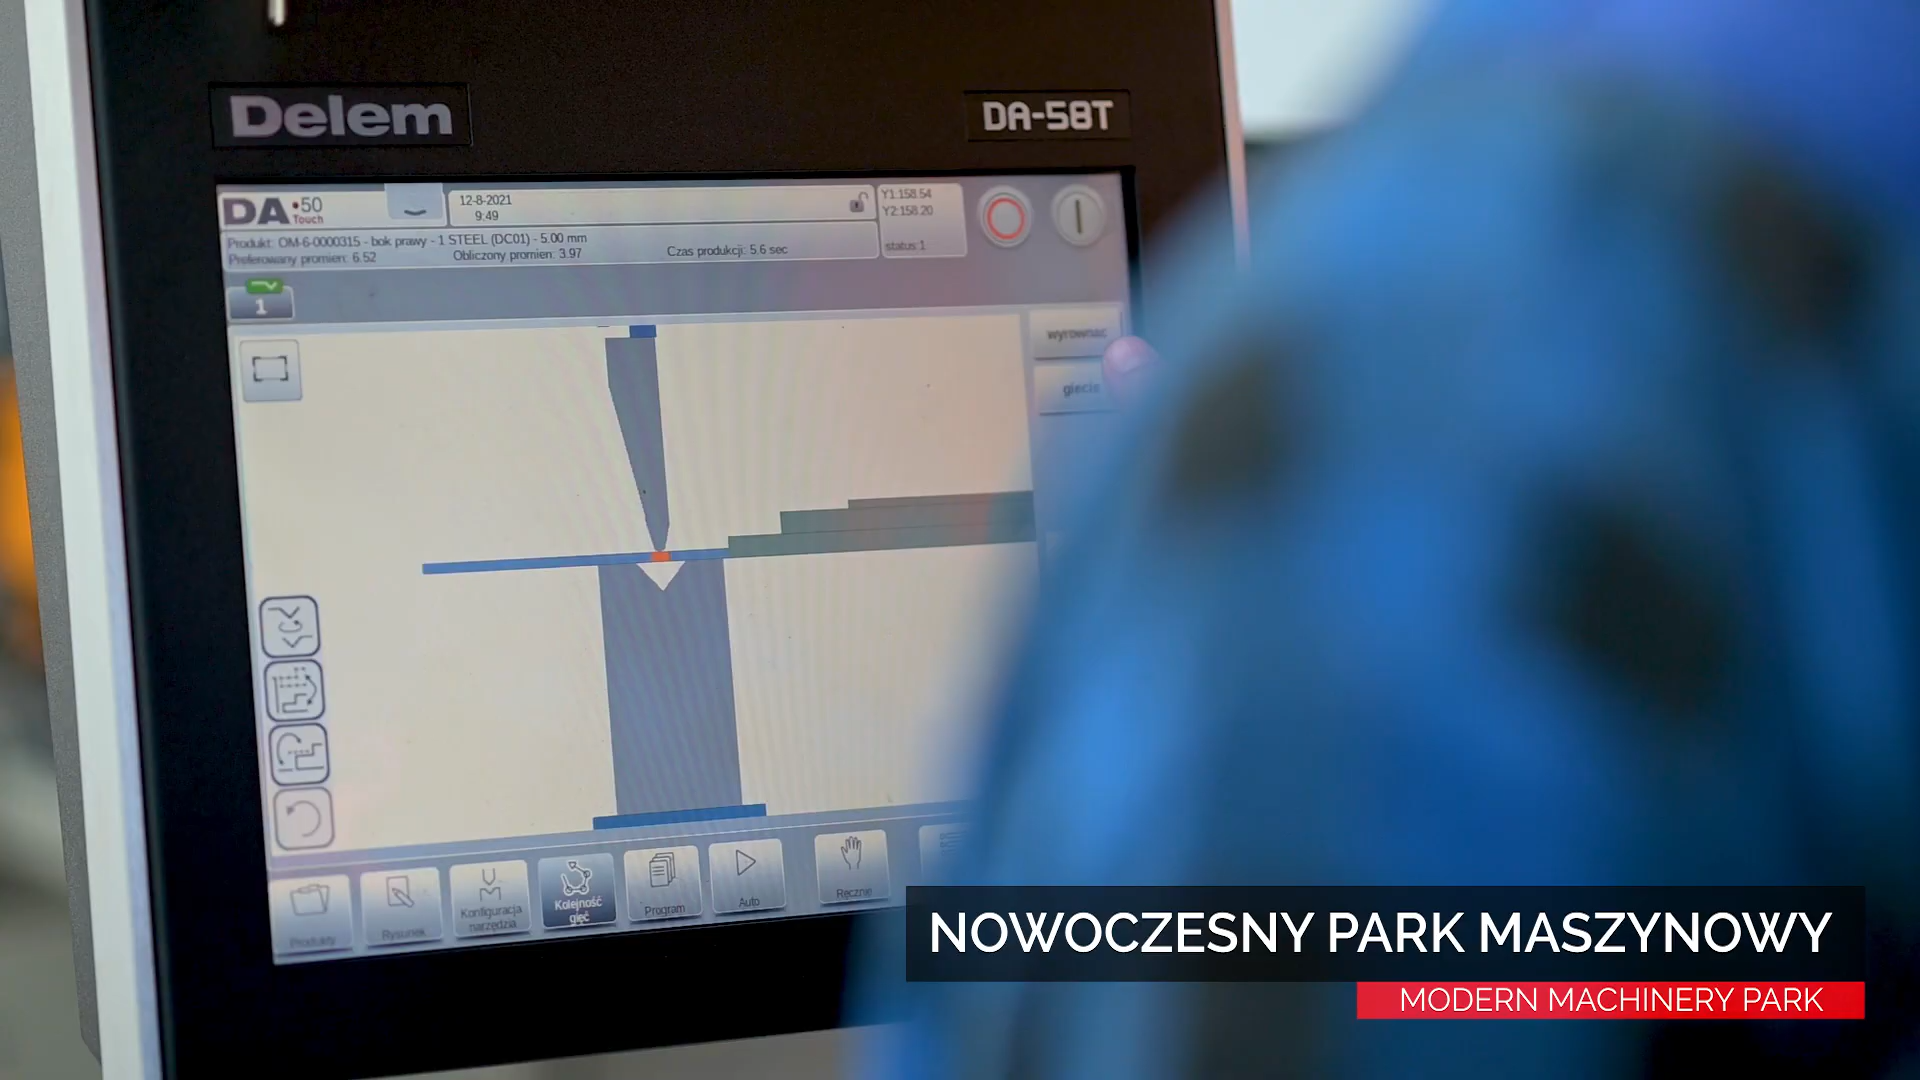 Delem
DA-58T
DA•50
Touch
12-8-2021
9:49
Y1:158.54
Y2:158.20
status:1
Produkt: OM-6-0000315 - bok prawy - 1 STEEL (DC01) - 5.00 mm
Preferowany promien: 6.52
Obliczony promien: 3.97
Czas produkcji: 5.6 sec
1
wyrownac
giecie
Produkty
Rysunek
Konfiguracja
narzędzia
Kolejność
gięć
Program
Auto
Ręcznie
NOWOCZESNY PARK MASZYNOWY
MODERN MACHINERY PARK